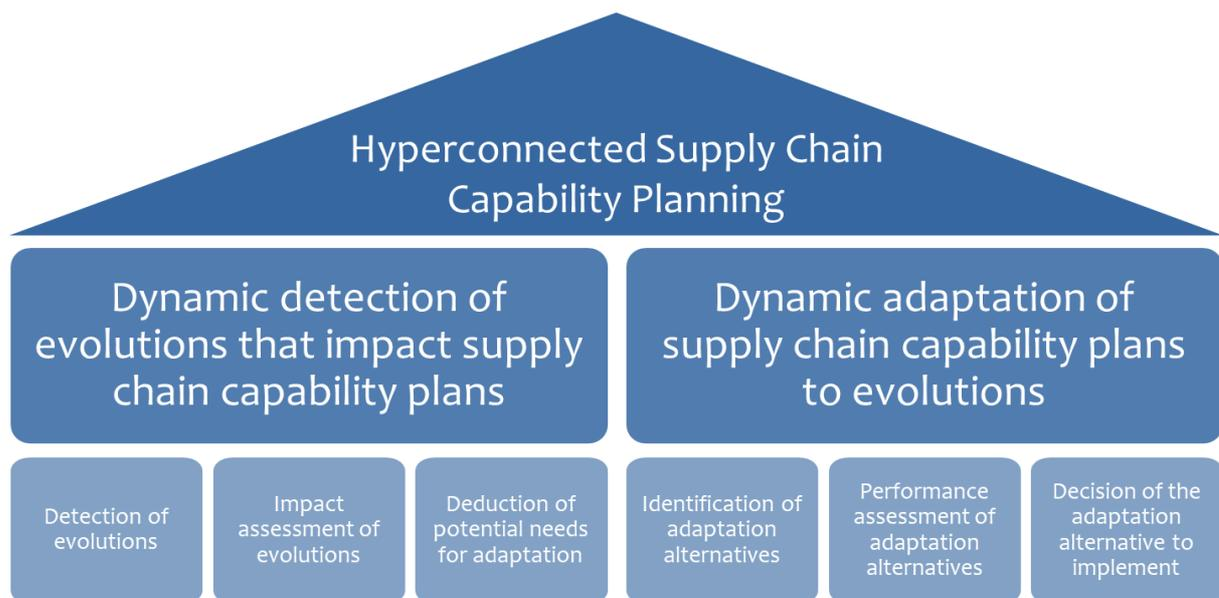 Hyperconnected Supply Chain
Capability Planning
Dynamic detection of
evolutions that impact supply
chain capability plans
Dynamic adaptation of
supply chain capability plans
to evolutions
Detection of
evolutions
Impact
assessment of
evolutions
Deduction of
potential needs
for adaptation
Identification of
adaptation
alternatives
Performance
assessment of
adaptation
alternatives
Decision of the
adaptation
alternative to
implement